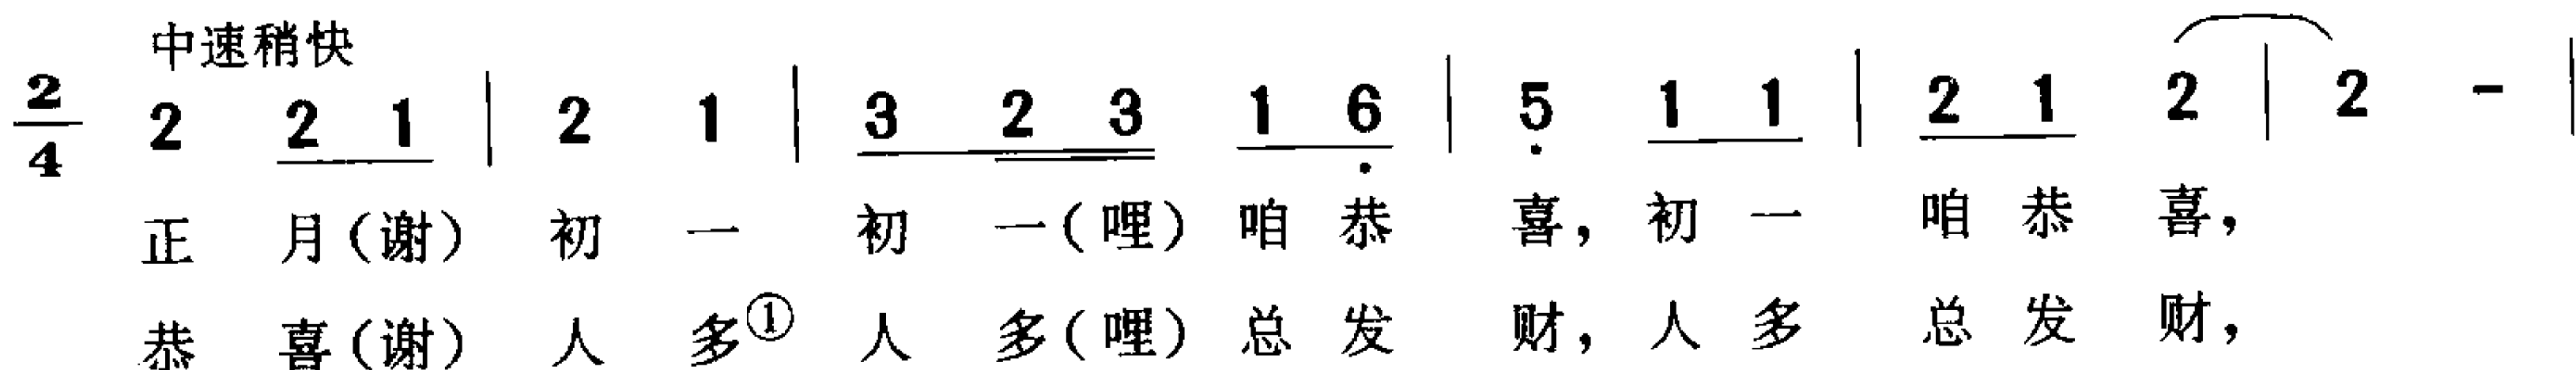 中速稍快
2/4 2 2 1 | 2 1 | 3 2 3 1 6̣ | 5̣ 1 1 | 2 1 2 | 2 - |
正 月（谢） 初 一 初 一（哩） 咱 恭 喜，初 一 咱 恭 喜，
恭 喜（谢） 人 多① 人 多（哩） 总 发 财，人 多 总 发 财，